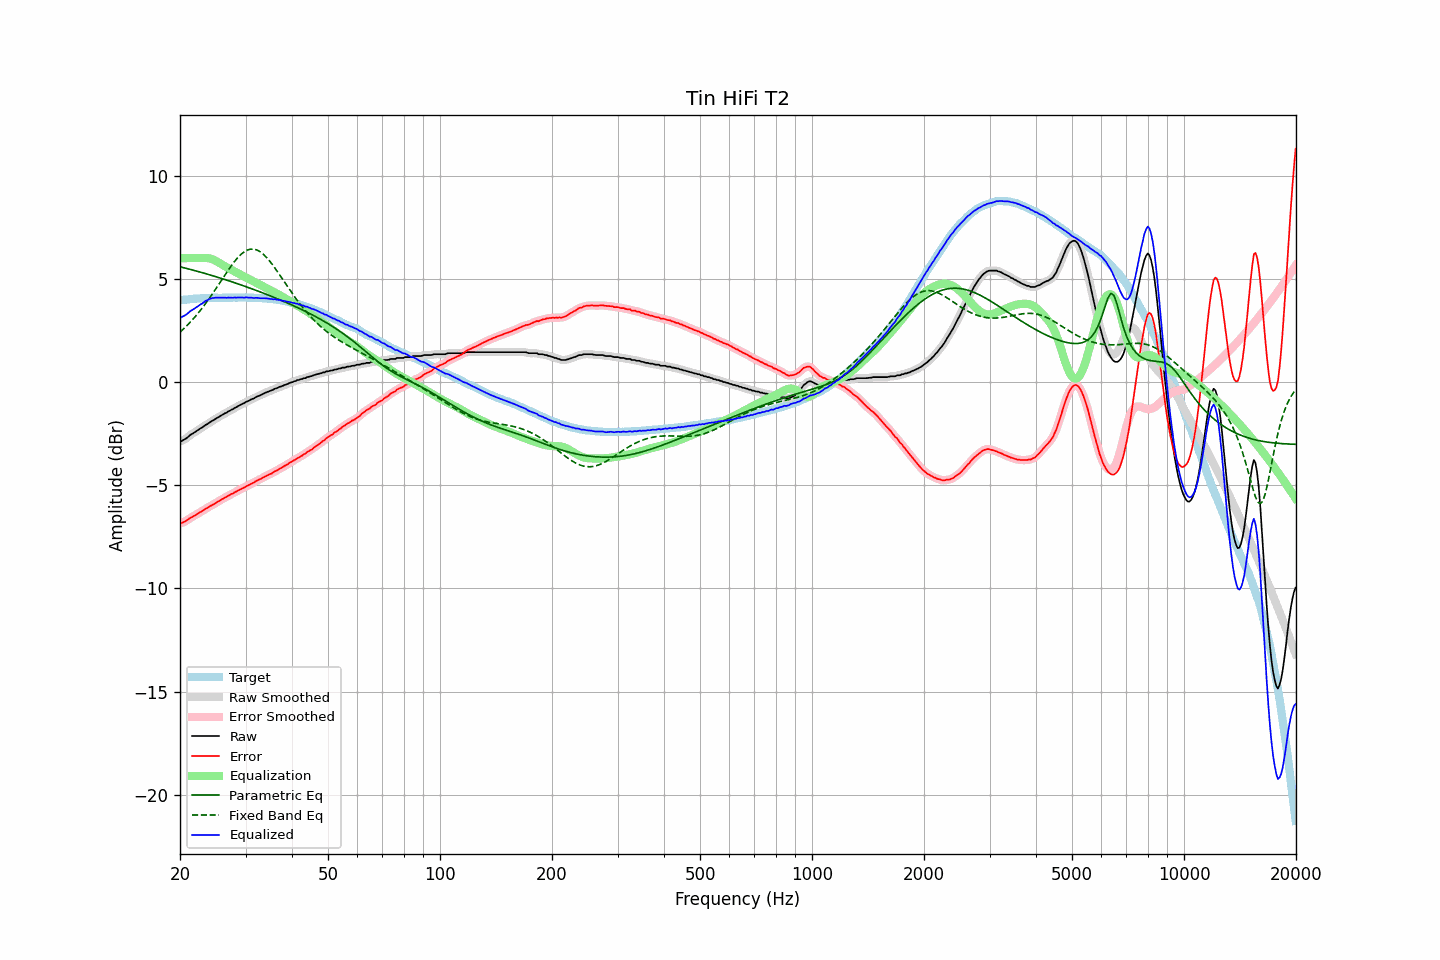 Tin HiFi T2
Amplitude (dBr)
10
5
0
−5
−10
−15
−20
Target
Raw Smoothed
Error Smoothed
Raw
Error
Equalization
Parametric Eq
Fixed Band Eq
Equalized
20 50 100 200 500 1000 2000 5000 10000 20000
Frequency (Hz)